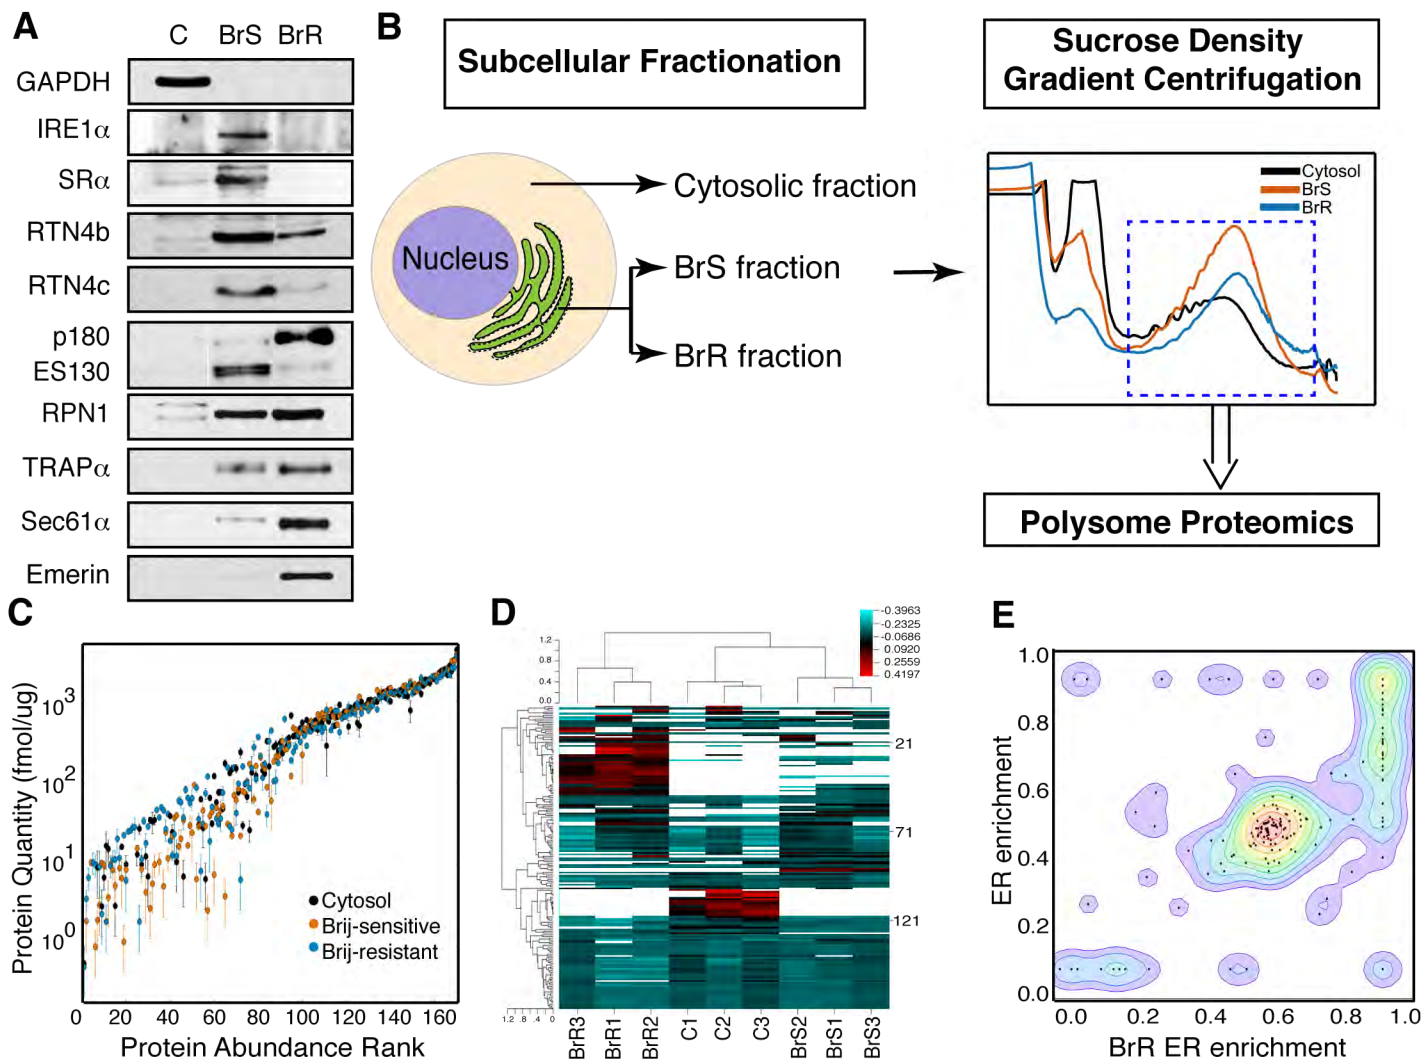 A
C BrS BrR
GAPDH
IRE1α
SRα
RTN4b
RTN4c
p180
ES130
RPN1
TRAPα
Sec61α
Emerin
B
Subcellular Fractionation
Sucrose Density
Gradient Centrifugation
Nucleus
Cytosolic fraction
BrS fraction
BrR fraction
Cytosol
BrS
BrR
Polysome Proteomics
C
Protein Quantity (fmol/ug)
10^3
10^2
10^1
10^0
Cytosol
Brij-sensitive
Brij-resistant
0 20 40 60 80 100 120 140 160
Protein Abundance Rank
D
-0.3963
-0.2325
-0.0686
0.0920
0.2559
0.4197
1.2
0.8
0.4
0.0
21
71
121
1.2 .8 .4 0
BrR3 BrR1 BrR2 C1 C2 C3 BrS2 BrS1 BrS3
E
ER enrichment
1.0
0.8
0.6
0.4
0.2
0.0
0.0 0.2 0.4 0.6 0.8 1.0
BrR ER enrichment